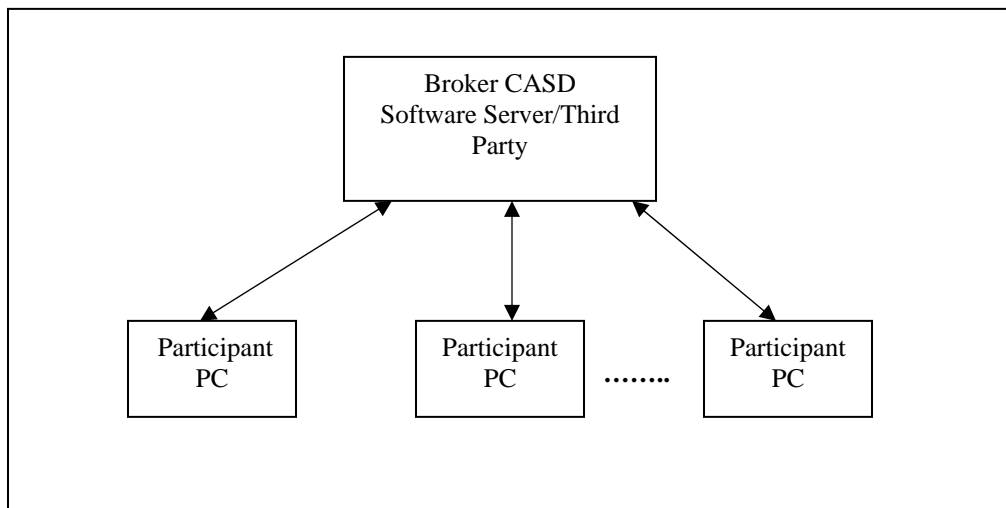 Broker CASD
Software Server/Third
Party
Participant
PC
Participant
PC
........
Participant
PC